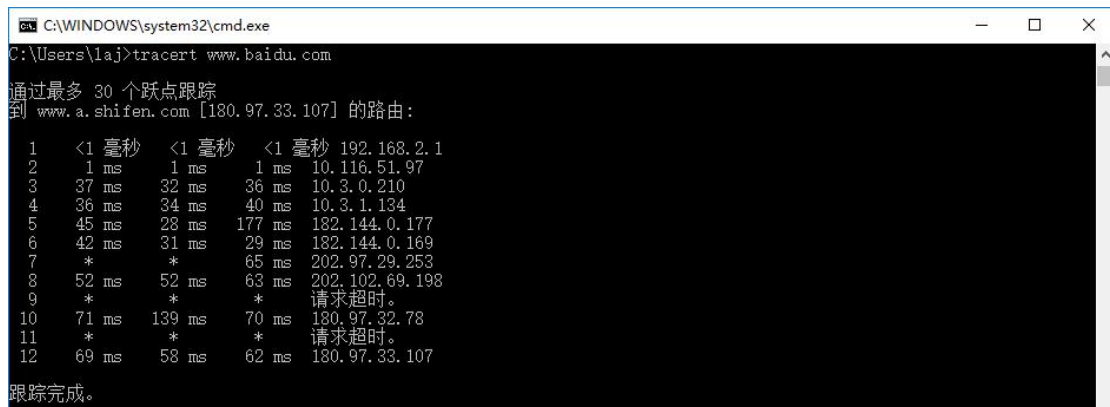 C:\WINDOWS\system32\cmd.exe
C:\Users\laj>tracert www.baidu.com
通过最多 30 个跃点跟踪
到 www.a.shifen.com [180.97.33.107] 的路由:
1 <1 毫秒 <1 毫秒 <1 毫秒 192.168.2.1
2 1 ms 1 ms 1 ms 10.116.51.97
3 37 ms 32 ms 36 ms 10.3.0.210
4 36 ms 34 ms 40 ms 10.3.1.134
5 45 ms 28 ms 177 ms 182.144.0.177
6 42 ms 31 ms 29 ms 182.144.0.169
7 * * 65 ms 202.97.29.253
8 52 ms 52 ms 63 ms 202.102.69.198
9 * * * 请求超时。
10 71 ms 139 ms 70 ms 180.97.32.78
11 * * * 请求超时。
12 69 ms 58 ms 62 ms 180.97.33.107
跟踪完成。